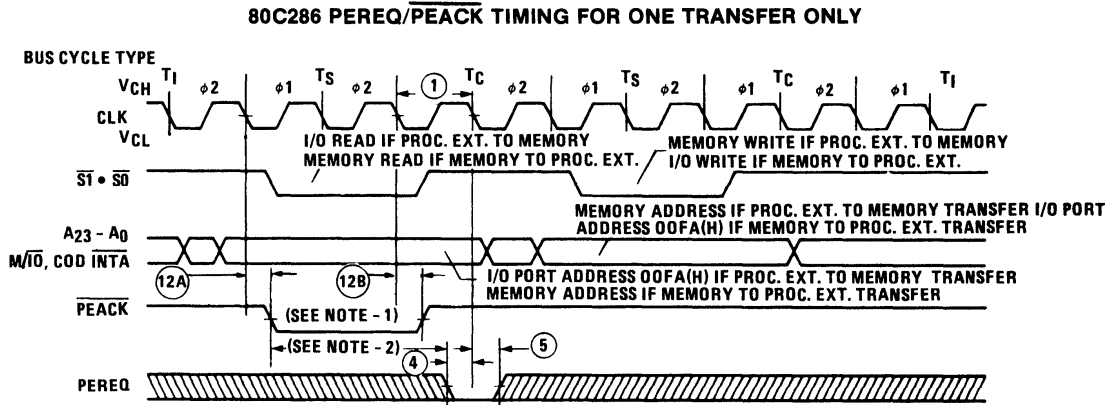 80C286 PEREQ/PEACK TIMING FOR ONE TRANSFER ONLY
BUS CYCLE TYPE
TI TS TC TS TC TI
VCH φ2 φ1 φ2 1 φ1 φ2 φ1 φ2 φ1 φ2 φ1
CLK
VCL
I/O READ IF PROC. EXT. TO MEMORY
MEMORY READ IF MEMORY TO PROC. EXT.
MEMORY WRITE IF PROC. EXT. TO MEMORY
I/O WRITE IF MEMORY TO PROC. EXT.
S1 • S0
MEMORY ADDRESS IF PROC. EXT. TO MEMORY TRANSFER I/O PORT
ADDRESS 00FA(H) IF MEMORY TO PROC. EXT. TRANSFER
A23 - A0
M/IO, COD INTA
I/O PORT ADDRESS 00FA(H) IF PROC. EXT. TO MEMORY TRANSFER
MEMORY ADDRESS IF MEMORY TO PROC. EXT. TRANSFER
12A 12B
PEACK
(SEE NOTE - 1)
(SEE NOTE - 2)
4 5
PEREQ